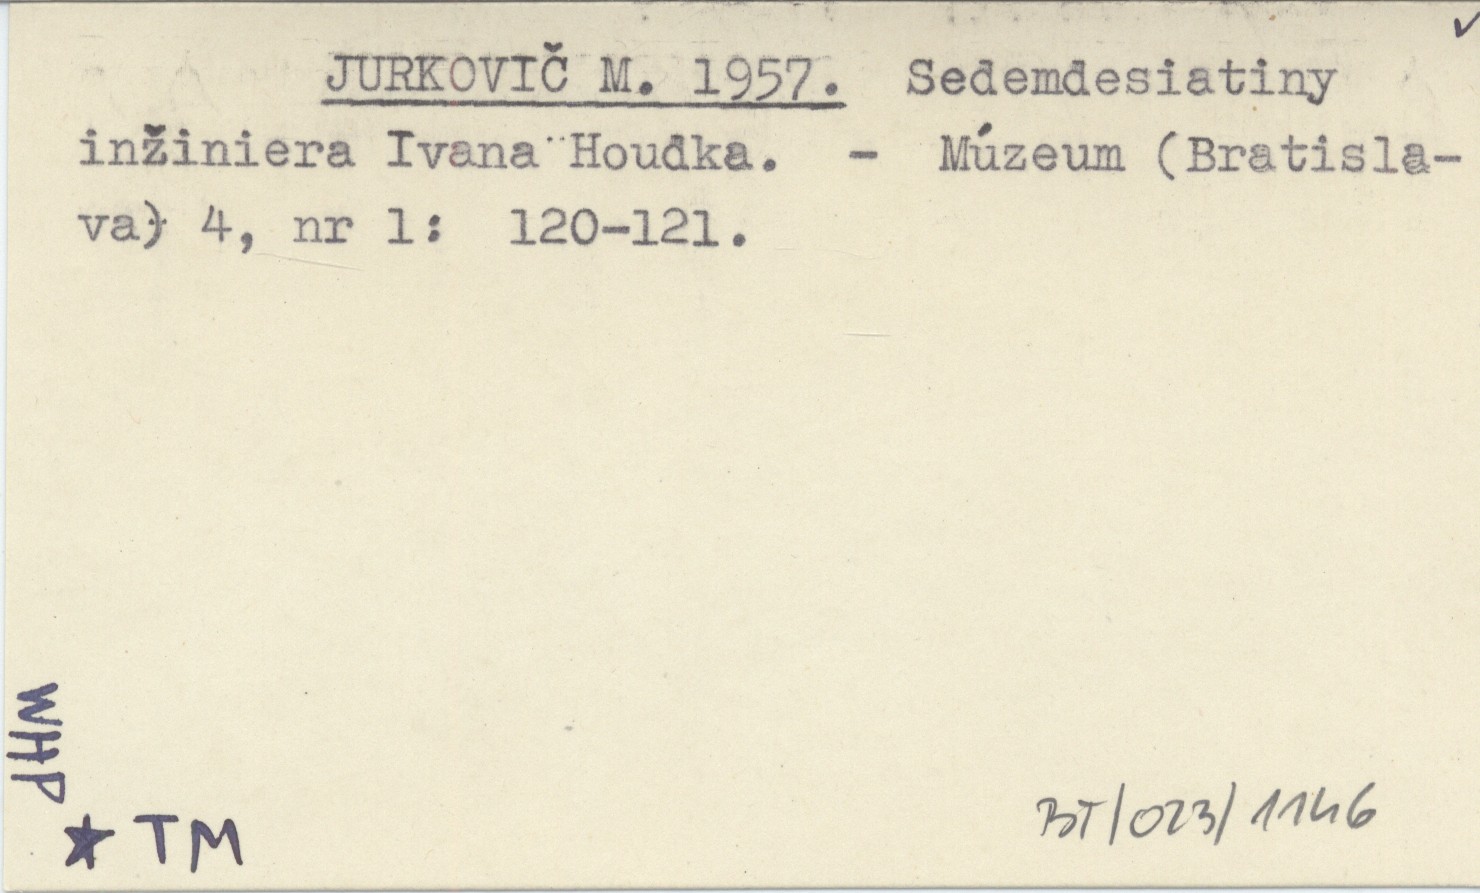 JURKOVIČ M. 1957. Sedemdesiatiny
inžiniera Ivana Houdka. - Múzeum (Bratisla-
va) 4, nr 1: 120-121.
WHP
★ TM
BT/023/1146